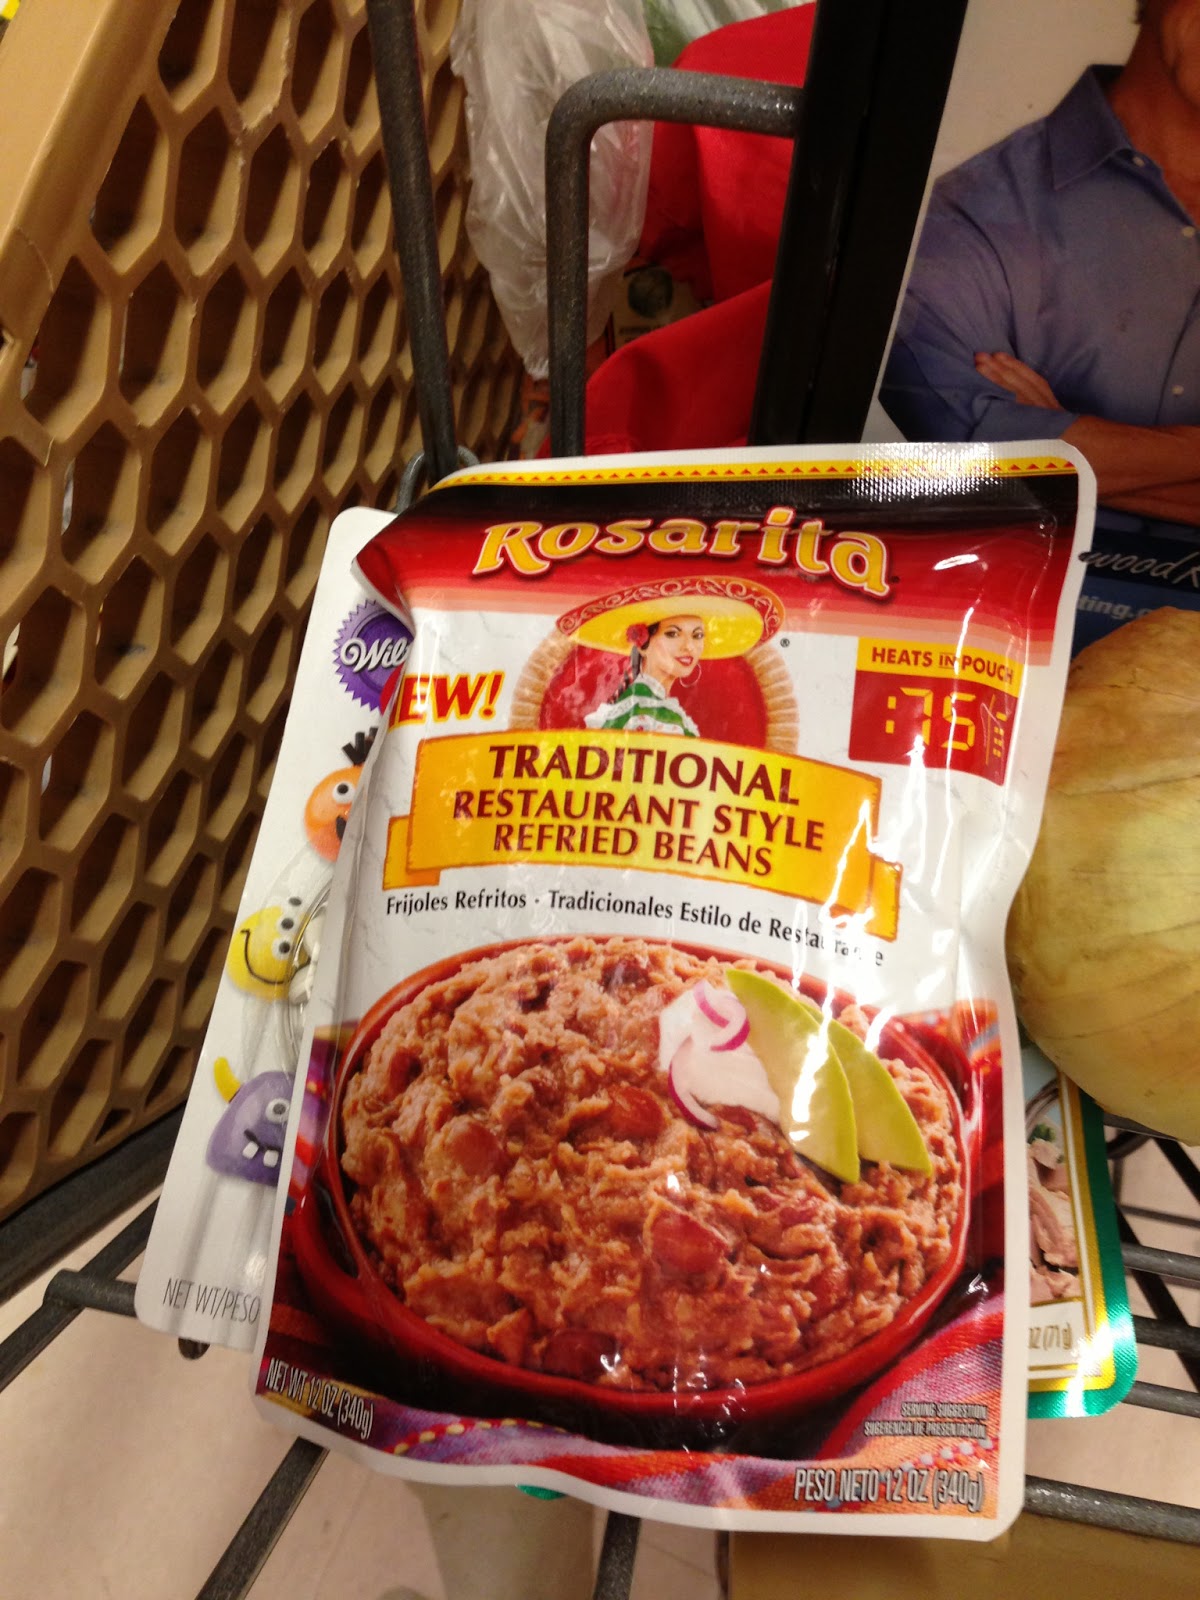 Rosarita
®
Wil
EW!
HEATS IN POUCH
:75
TRADITIONAL
RESTAURANT STYLE
REFRIED BEANS
Frijoles Refritos · Tradicionales Estilo de Restaurante
NET WT/PESO
NET WT 12 OZ (340g)
SERVING SUGGESTION
SUGERENCIA DE PRESENTACIÓN
PESO NETO 12 OZ (340g)
OZ (71g)
wood
ting.